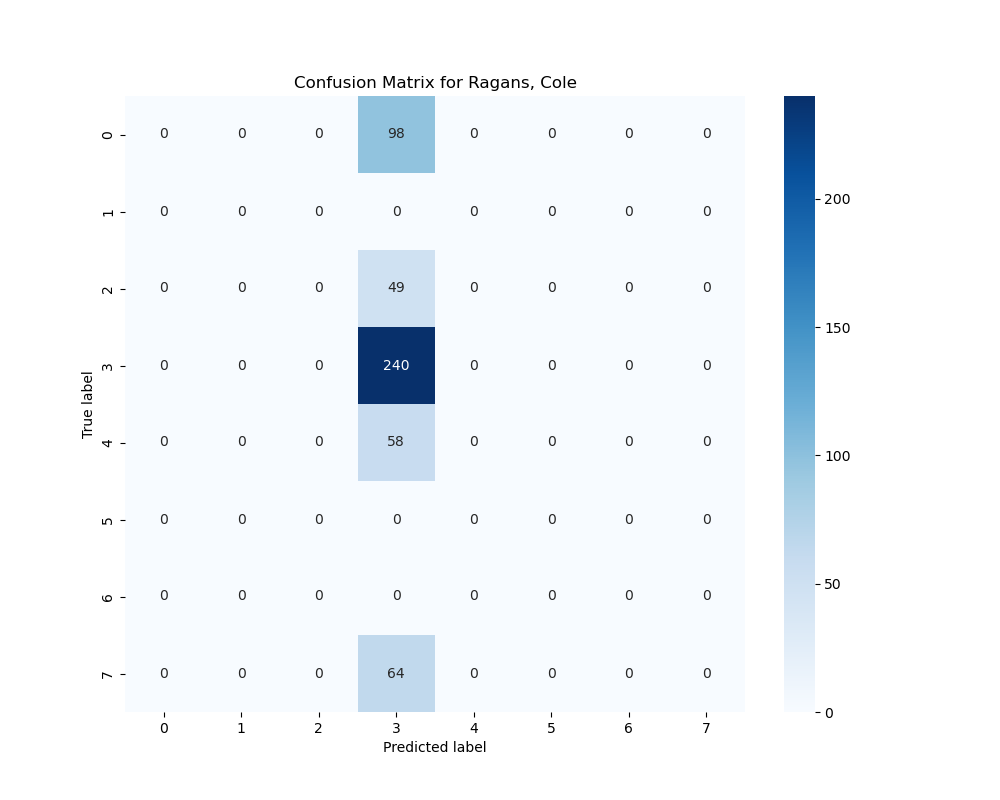 Confusion Matrix for Ragans, Cole
0 0 0 0 98 0 0 0 0
1 0 0 0 0 0 0 0 0
200
2 0 0 0 49 0 0 0 0
150
3 0 0 0 240 0 0 0 0
True label
4 0 0 0 58 0 0 0 0
100
5 0 0 0 0 0 0 0 0
50
6 0 0 0 0 0 0 0 0
7 0 0 0 64 0 0 0 0
0
0 1 2 3 4 5 6 7
Predicted label